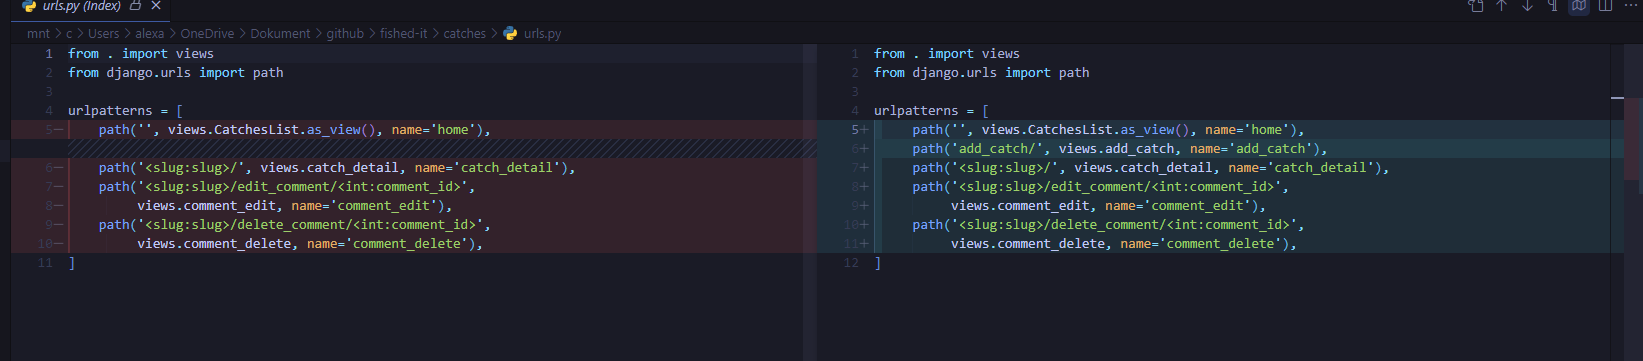 urls.py (Index)
mnt > c > Users > alexa > OneDrive > Dokument > github > fished-it > catches > urls.py
1 from . import views
2 from django.urls import path
3
4 urlpatterns = [
5− path('', views.CatchesList.as_view(), name='home'),
6− path('<slug:slug>/', views.catch_detail, name='catch_detail'),
7− path('<slug:slug>/edit_comment/<int:comment_id>',
8− views.comment_edit, name='comment_edit'),
9− path('<slug:slug>/delete_comment/<int:comment_id>',
10− views.comment_delete, name='comment_delete'),
11 ]
1 from . import views
2 from django.urls import path
3
4 urlpatterns = [
5+ path('', views.CatchesList.as_view(), name='home'),
6+ path('add_catch/', views.add_catch, name='add_catch'),
7+ path('<slug:slug>/', views.catch_detail, name='catch_detail'),
8+ path('<slug:slug>/edit_comment/<int:comment_id>',
9+ views.comment_edit, name='comment_edit'),
10+ path('<slug:slug>/delete_comment/<int:comment_id>',
11+ views.comment_delete, name='comment_delete'),
12 ]